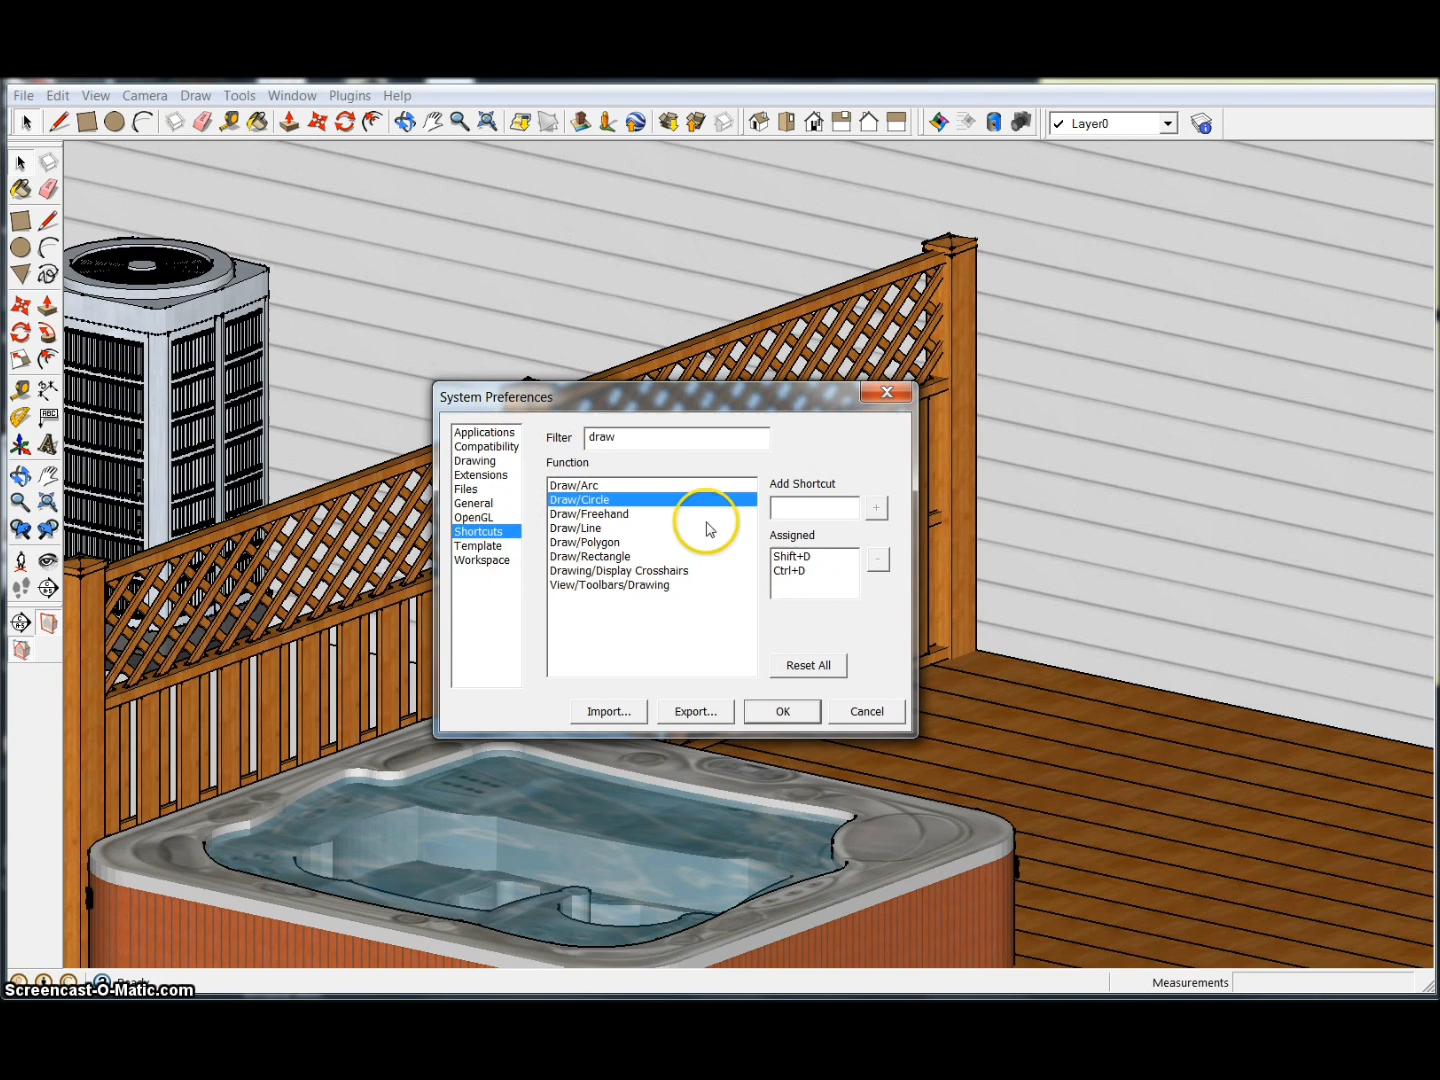 File Edit View Camera Draw Tools Window Plugins Help
Layer0
ABC
System Preferences
Applications
Compatibility
Drawing
Extensions
Files
General
OpenGL
Shortcuts
Template
Workspace
Filter draw
Function
Draw/Arc
Draw/Circle
Draw/Freehand
Draw/Line
Draw/Polygon
Draw/Rectangle
Drawing/Display Crosshairs
View/Toolbars/Drawing
Add Shortcut
+
Assigned
Shift+D
Ctrl+D
-
Reset All
Import... Export... OK Cancel
Measurements
Screencast-O-Matic.com